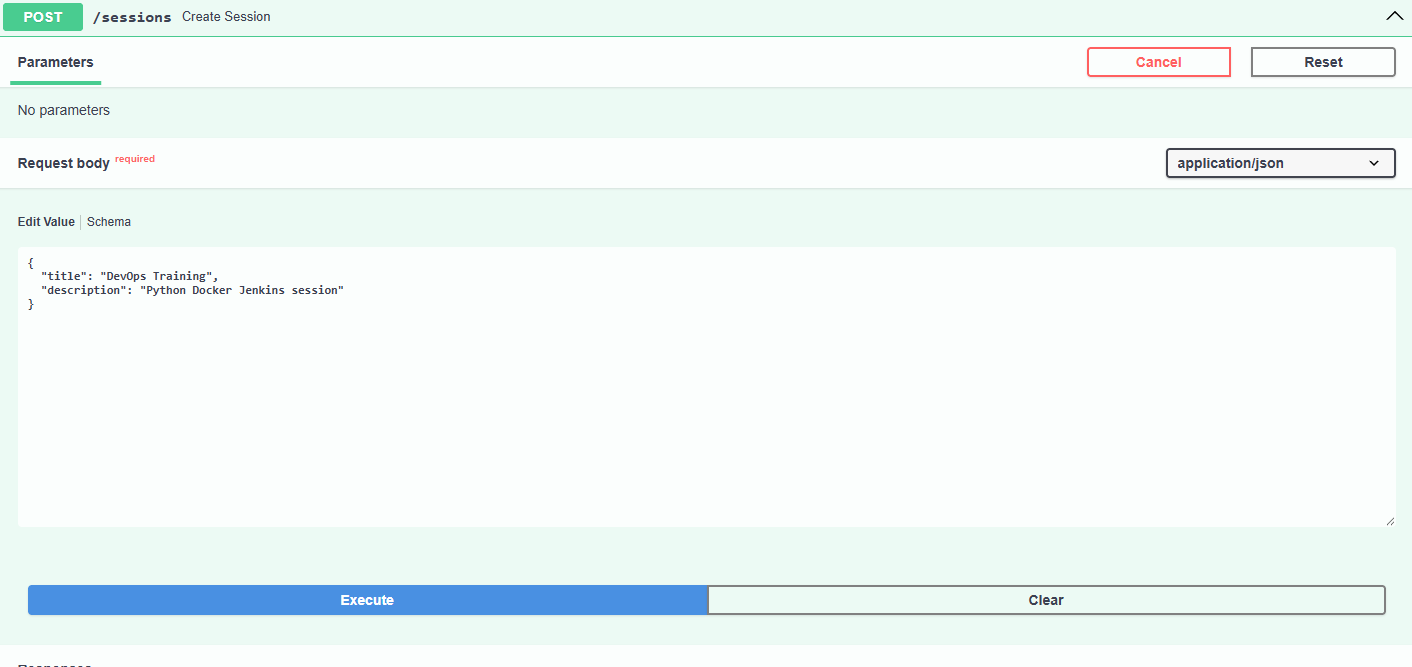 POST /sessions Create Session
Parameters
Cancel
Reset
No parameters
Request body required
application/json
Edit Value | Schema
{
  "title": "DevOps Training",
  "description": "Python Docker Jenkins session"
}
Execute
Clear